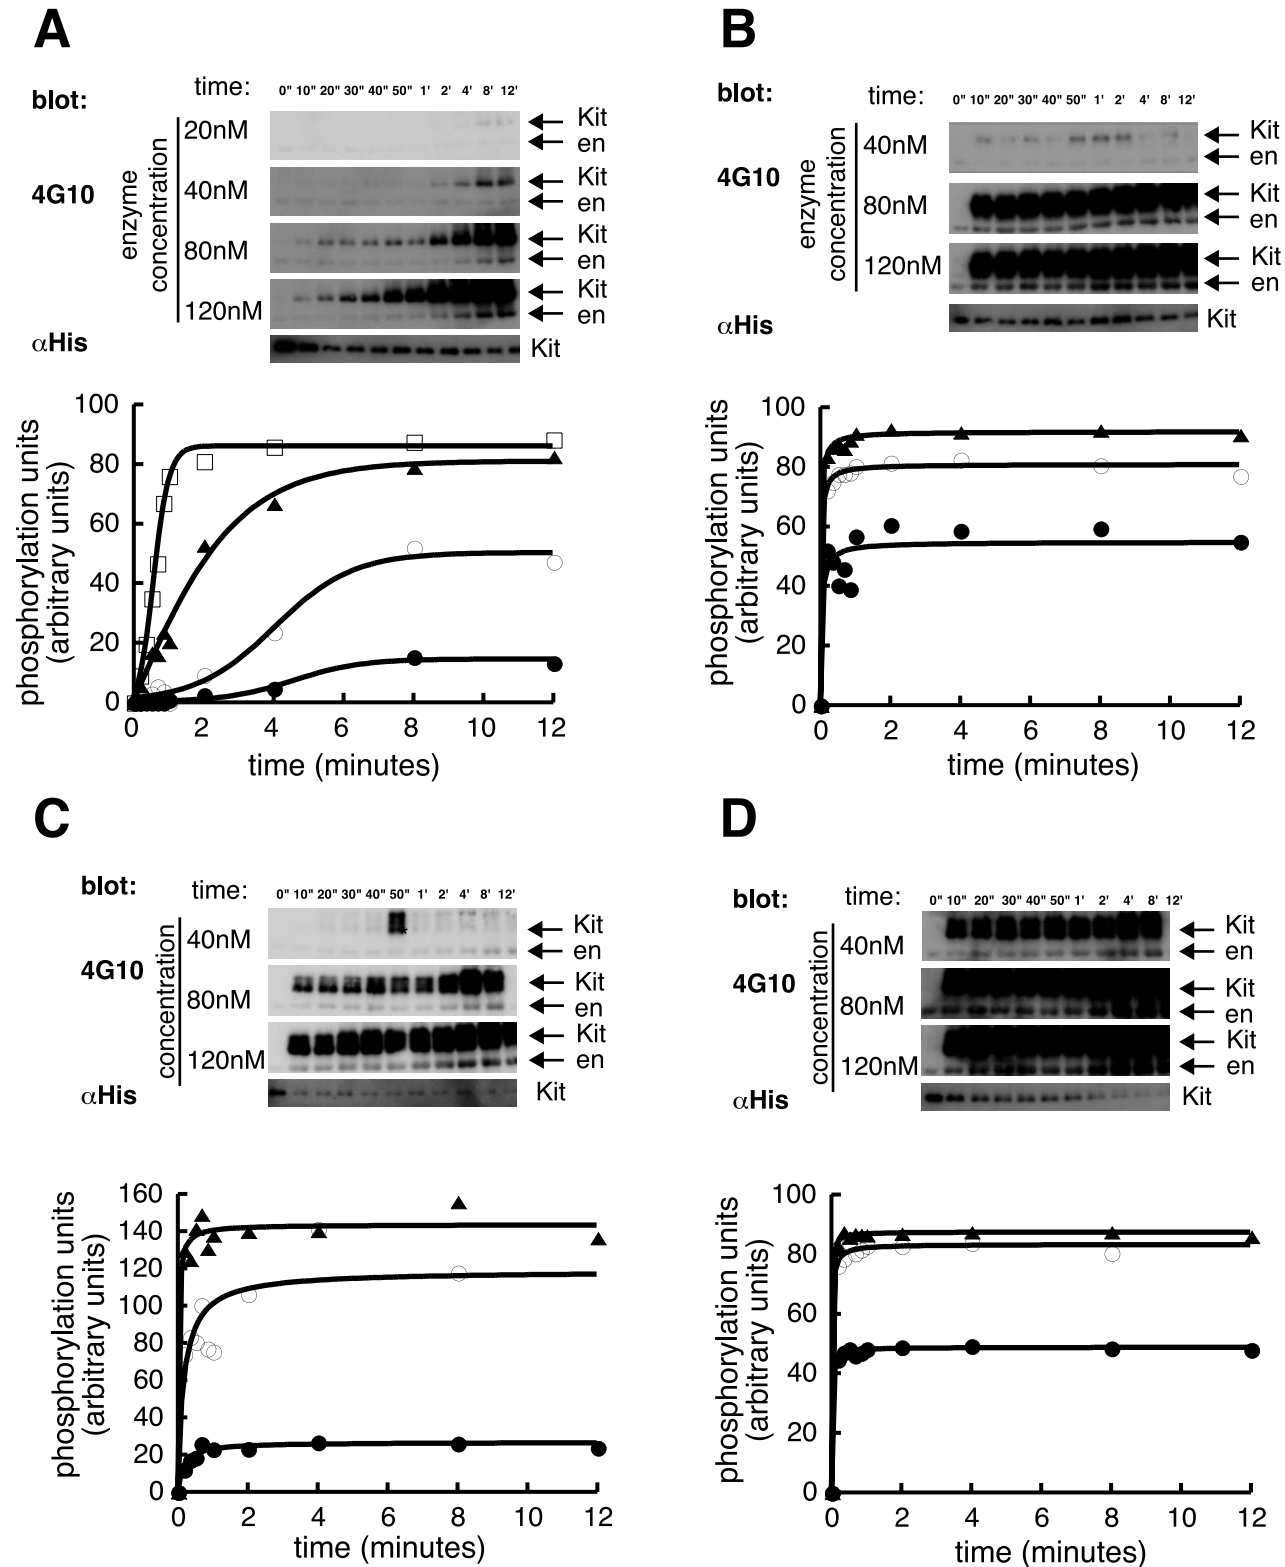 A
blot:
time: 0" 10" 20" 30" 40" 50" 1' 2' 4' 8' 12'
4G10
enzyme
concentration
20nM
Kit
en
40nM
Kit
en
80nM
Kit
en
120nM
Kit
en
αHis
Kit
phosphorylation units
(arbitrary units)
100
80
60
40
20
0
0 2 4 6 8 10 12
time (minutes)
B
blot:
time: 0" 10" 20" 30" 40" 50" 1' 2' 4' 8' 12'
4G10
enzyme
concentration
40nM
Kit
en
80nM
Kit
en
120nM
Kit
en
αHis
Kit
phosphorylation units
(arbitrary units)
100
80
60
40
20
0
0 2 4 6 8 10 12
time (minutes)
C
blot:
time: 0" 10" 20" 30" 40" 50" 1' 2' 4' 8' 12'
4G10
concentration
40nM
*
Kit
en
80nM
Kit
en
120nM
Kit
en
αHis
Kit
phosphorylation units
(arbitrary units)
160
140
120
100
80
60
40
20
0
0 2 4 6 8 10 12
time (minutes)
D
blot:
time: 0" 10" 20" 30" 40" 50" 1' 2' 4' 8' 12'
4G10
concentration
40nM
Kit
en
80nM
Kit
en
120nM
Kit
en
αHis
Kit
phosphorylation units
(arbitrary units)
100
80
60
40
20
0
0 2 4 6 8 10 12
time (minutes)